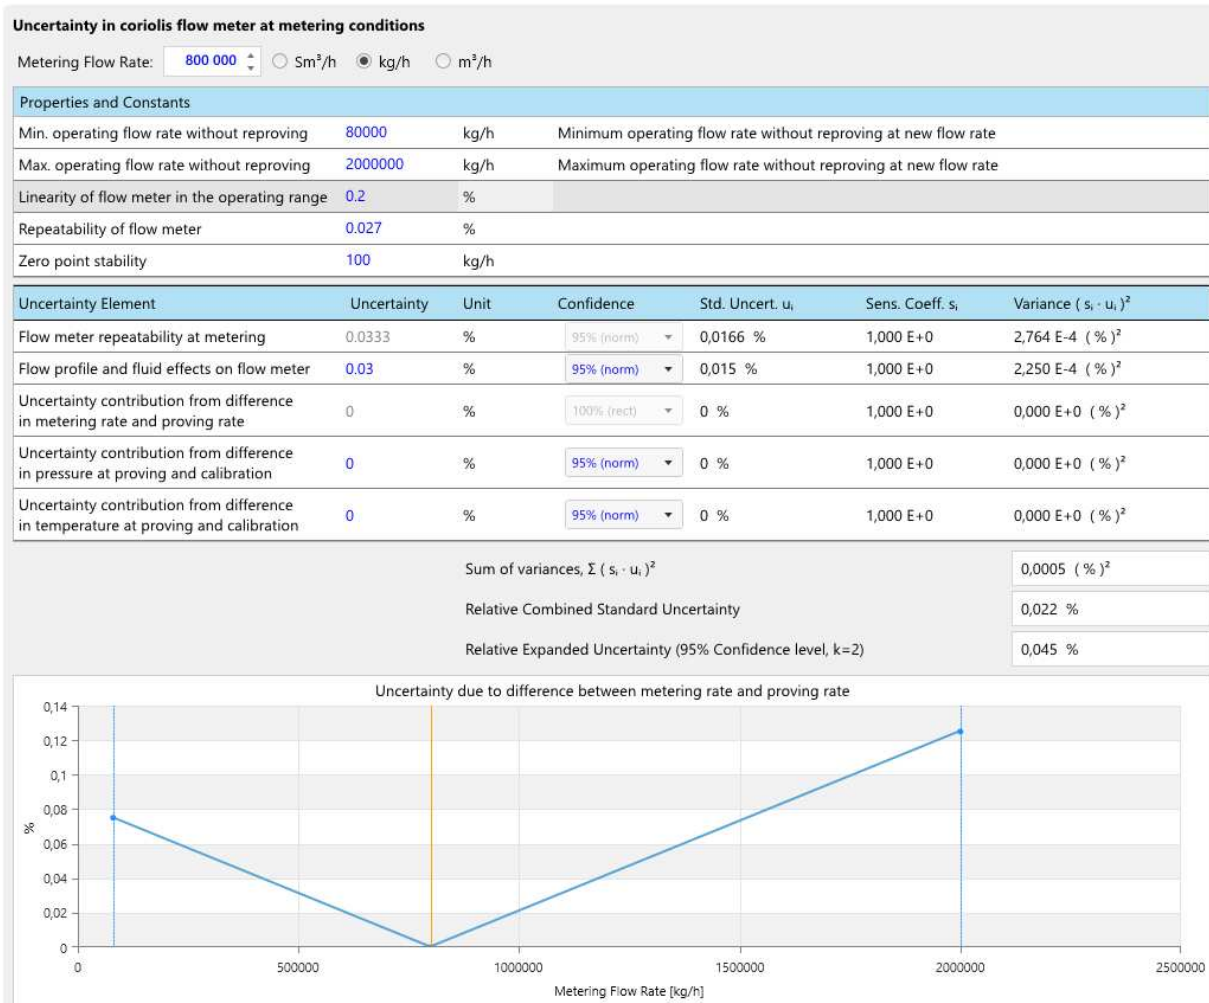 Uncertainty in coriolis flow meter at metering conditions
Metering Flow Rate: 800 000 Sm³/h kg/h m³/h
Properties and Constants
Min. operating flow rate without reproving 80000 kg/h Minimum operating flow rate without reproving at new flow rate
Max. operating flow rate without reproving 2000000 kg/h Maximum operating flow rate without reproving at new flow rate
Linearity of flow meter in the operating range 0.2 %
Repeatability of flow meter 0.027 %
Zero point stability 100 kg/h
Uncertainty Element Uncertainty Unit Confidence Std. Uncert. uᵢ Sens. Coeff. sᵢ Variance ( sᵢ · uᵢ )²
Flow meter repeatability at metering 0.0333 % 95% (norm) 0,0166 % 1,000 E+0 2,764 E-4 ( % )²
Flow profile and fluid effects on flow meter 0.03 % 95% (norm) 0,015 % 1,000 E+0 2,250 E-4 ( % )²
Uncertainty contribution from difference
in metering rate and proving rate 0 % 100% (rect) 0 % 1,000 E+0 0,000 E+0 ( % )²
Uncertainty contribution from difference
in pressure at proving and calibration 0 % 95% (norm) 0 % 1,000 E+0 0,000 E+0 ( % )²
Uncertainty contribution from difference
in temperature at proving and calibration 0 % 95% (norm) 0 % 1,000 E+0 0,000 E+0 ( % )²
Sum of variances, Σ ( sᵢ · uᵢ )² 0,0005 ( % )²
Relative Combined Standard Uncertainty 0,022 %
Relative Expanded Uncertainty (95% Confidence level, k=2) 0,045 %
Uncertainty due to difference between metering rate and proving rate
0,14
0,12
0,1
0,08
%
0,06
0,04
0,02
0
0 500000 1000000 1500000 2000000 2500000
Metering Flow Rate [kg/h]